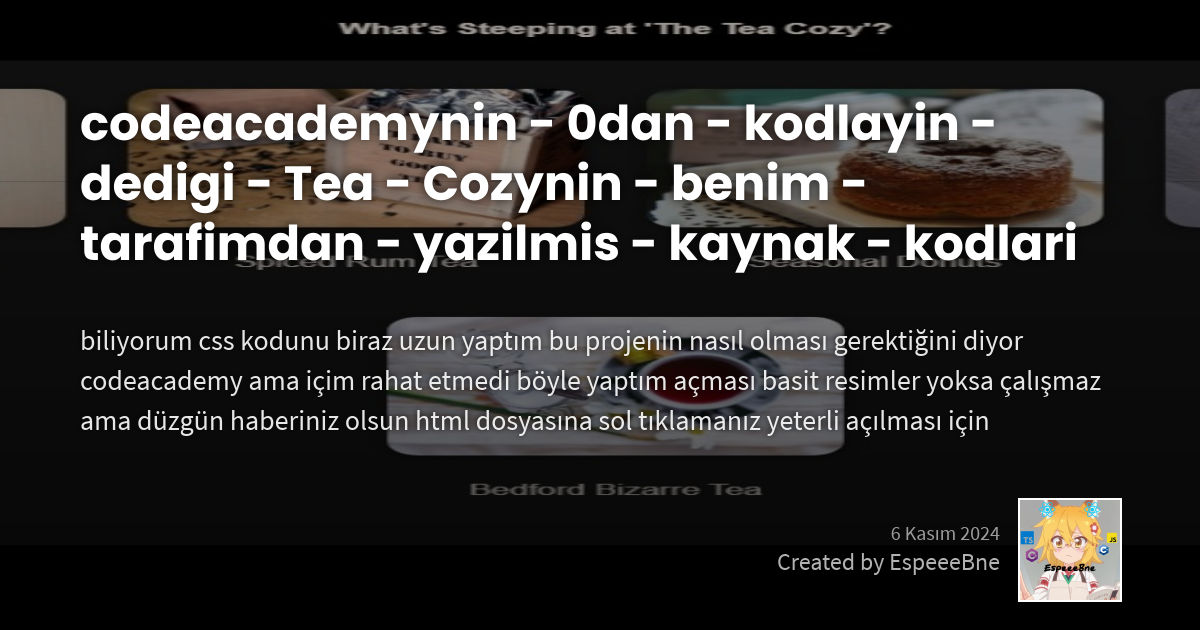 What's Steeping at 'The Tea Cozy'?
codeacademynin - 0dan - kodlayin -
dedigi - Tea - Cozynin - benim -
tarafimdan - yazilmis - kaynak - kodlari
Spiced Rum Tea
Seasonal Donuts
biliyorum css kodunu biraz uzun yaptım bu projenin nasıl olması gerektiğini diyor
codeacademy ama içim rahat etmedi böyle yaptım açması basit resimler yoksa çalışmaz
ama düzgün haberiniz olsun html dosyasına sol tıklamanız yeterli açılması için
Bedford Bizarre Tea
6 Kasım 2024
Created by EspeeeBne
TS
JS
EspeeeBne